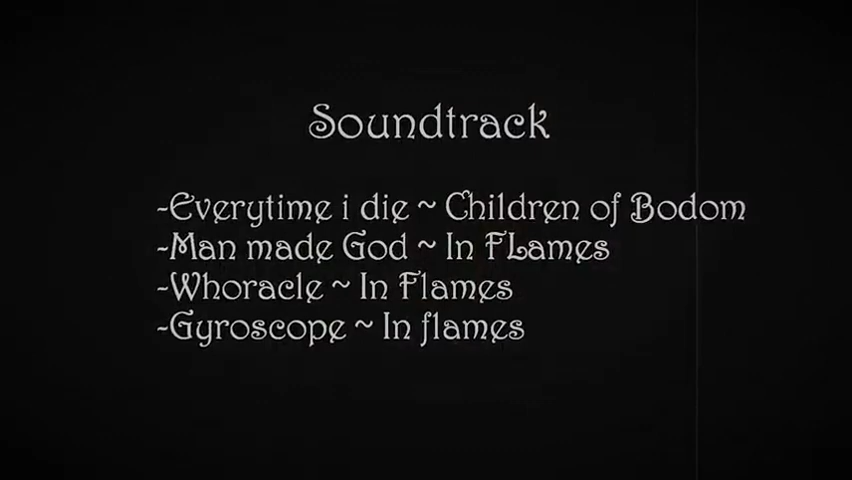 Soundtrack
-Everytime i die ~ Children of Bodom
-Man made God ~ In FLames
-Whoracle ~ In Flames
-Gyroscope ~ In flames